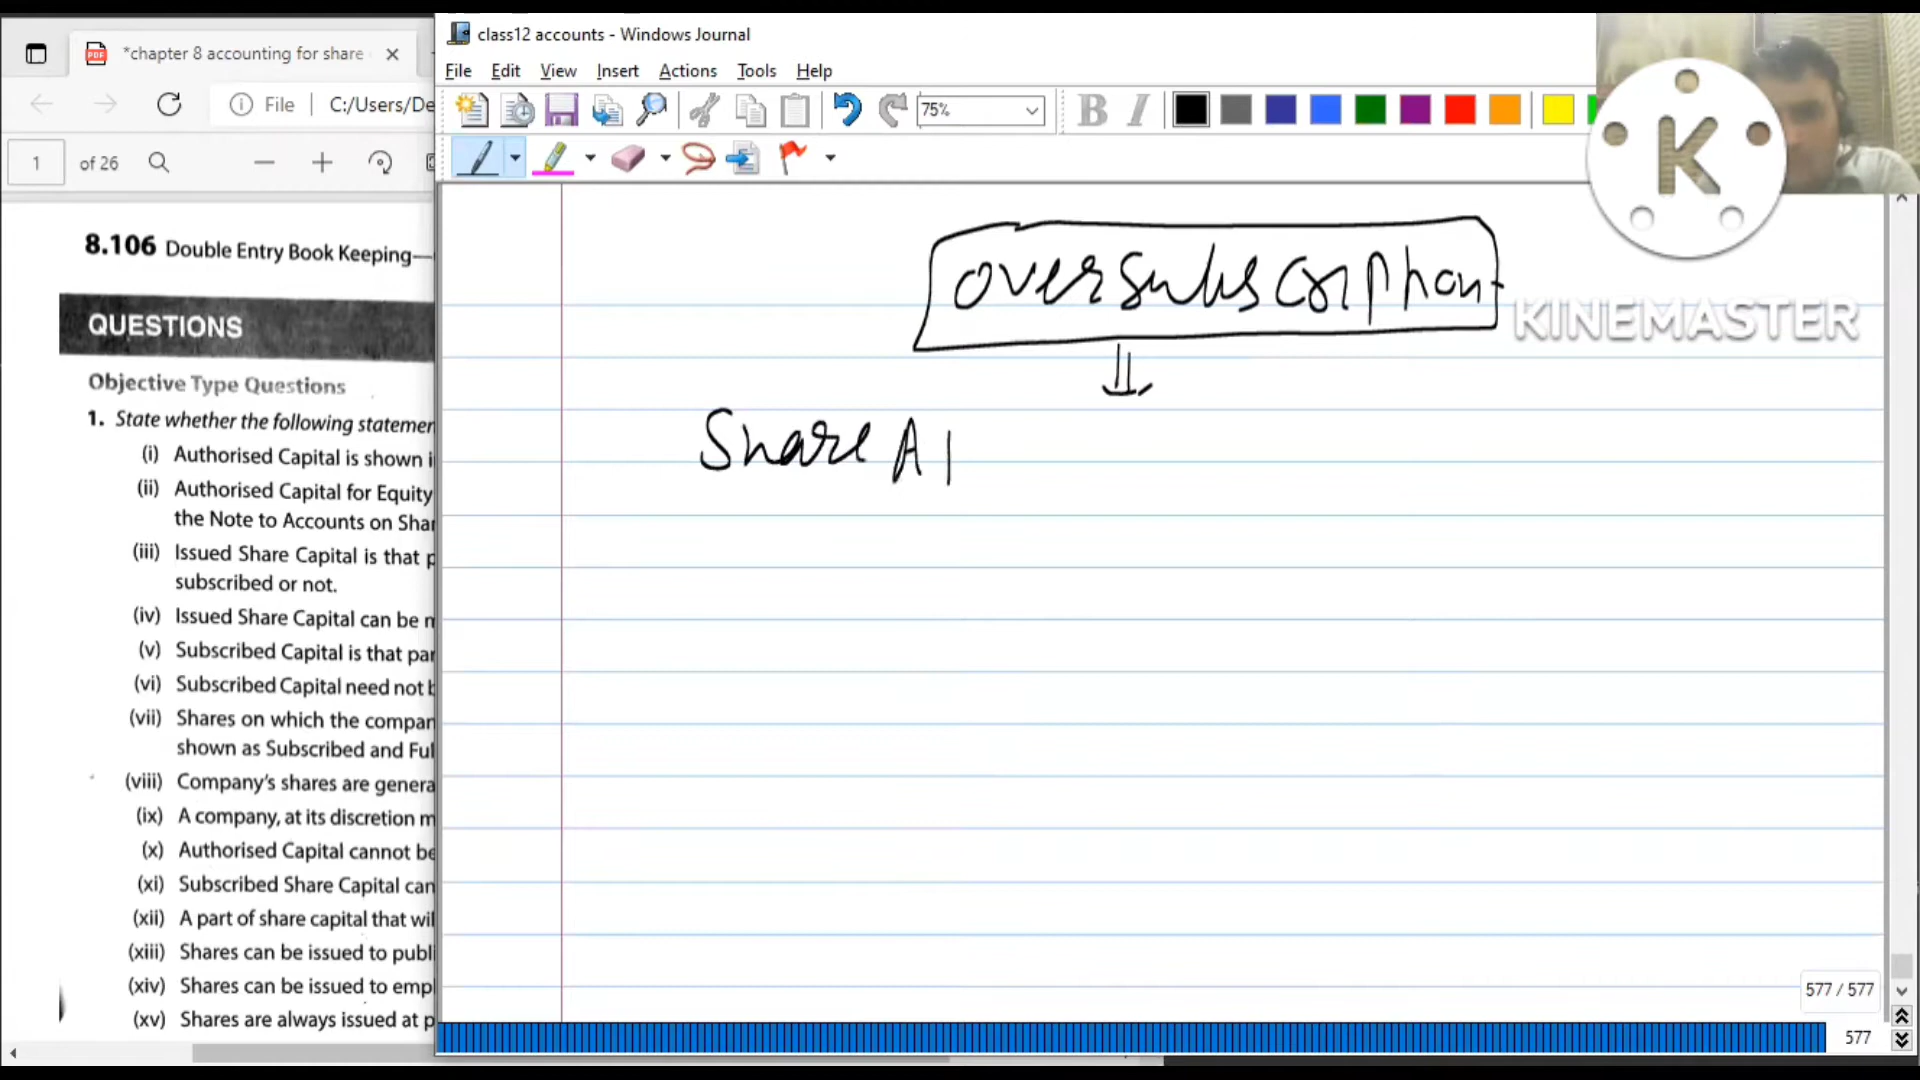 class12 accounts - Windows Journal
*chapter 8 accounting for share
File Edit View Insert Actions Tools Help
File C:/Users/De
75%
B I
1 of 26
K
KINEMASTER
8.106 Double Entry Book Keeping—
QUESTIONS
Objective Type Questions
1. State whether the following statemen
(i) Authorised Capital is shown i
(ii) Authorised Capital for Equity
the Note to Accounts on Shar
(iii) Issued Share Capital is that p
subscribed or not.
(iv) Issued Share Capital can be
(v) Subscribed Capital is that par
(vi) Subscribed Capital need not b
(vii) Shares on which the compan
shown as Subscribed and Ful
(viii) Company's shares are genera
(ix) A company, at its discretion m
(x) Authorised Capital cannot be
(xi) Subscribed Share Capital can
(xii) A part of share capital that wil
(xiii) Shares can be issued to publi
(xiv) Shares can be issued to empl
(xv) Shares are always issued at p
over subscription
Share A
577 / 577
577